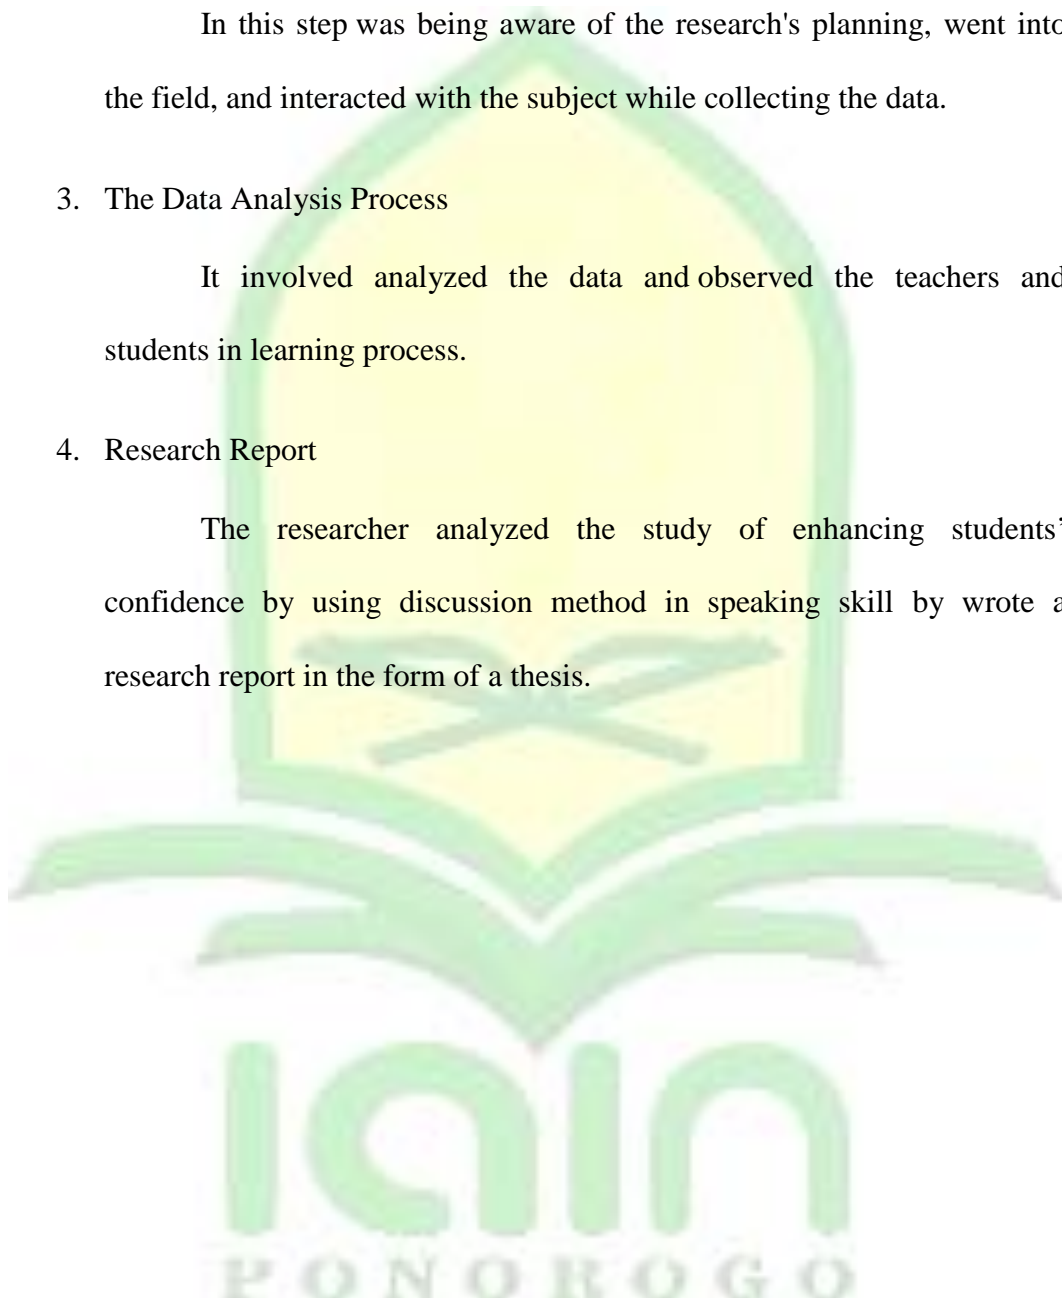 In this step was being aware of the research's planning, went into
the field, and interacted with the subject while collecting the data.
3. The Data Analysis Process
It involved analyzed the data and observed the teachers and
students in learning process.
4. Research Report
The researcher analyzed the study of enhancing students'
confidence by using discussion method in speaking skill by wrote a
research report in the form of a thesis.
iain
PONOROGO